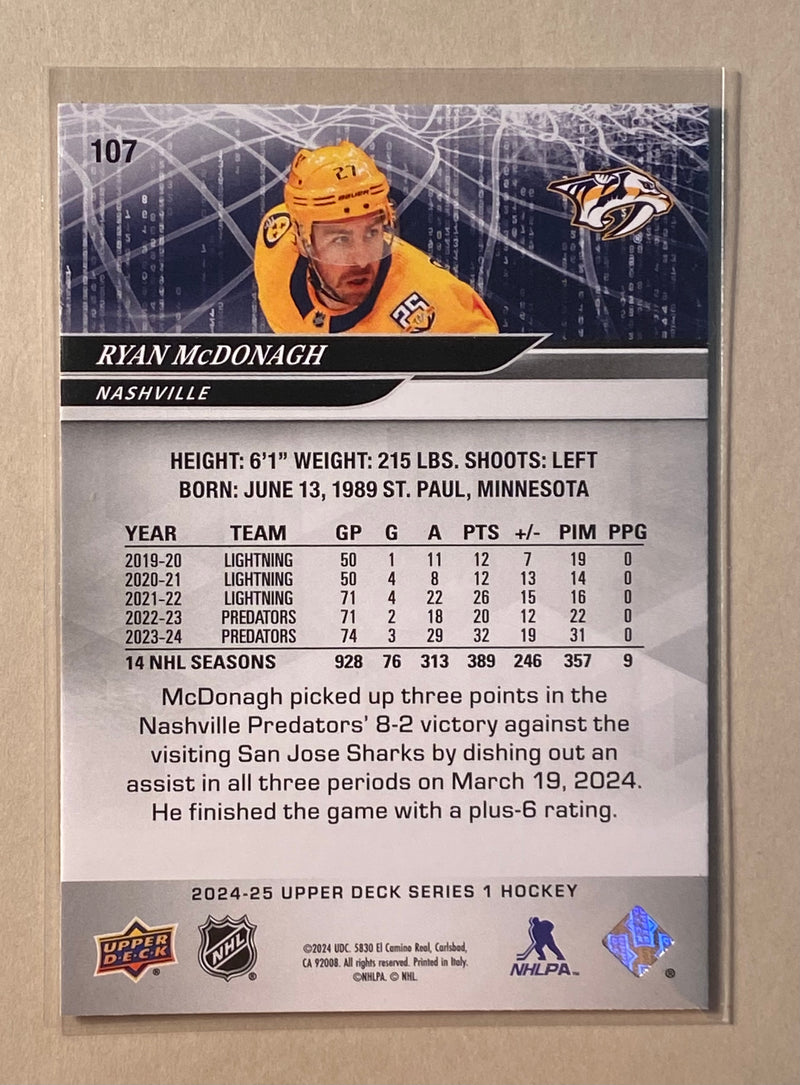 107
27
BAUER
25
RYAN McDONAGH
NASHVILLE
HEIGHT: 6'1” WEIGHT: 215 LBS. SHOOTS: LEFT
BORN: JUNE 13, 1989 ST. PAUL, MINNESOTA
YEAR TEAM GP G A PTS +/- PIM PPG
2019-20 LIGHTNING 50 1 11 12 7 19 0
2020-21 LIGHTNING 50 4 8 12 13 14 0
2021-22 LIGHTNING 71 4 22 26 15 16 0
2022-23 PREDATORS 71 2 18 20 12 22 0
2023-24 PREDATORS 74 3 29 32 19 31 0
14 NHL SEASONS 928 76 313 389 246 357 9
McDonagh picked up three points in the
Nashville Predators’ 8-2 victory against the
visiting San Jose Sharks by dishing out an
assist in all three periods on March 19, 2024.
He finished the game with a plus-6 rating.
2024-25 UPPER DECK SERIES 1 HOCKEY
UPPER
D·E·C·K ®
NHL ®
©2024 UDC. 5830 El Camino Real, Carlsbad,
CA 92008. All rights reserved. Printed in Italy.
©NHLPA. © NHL.
NHLPA™
®